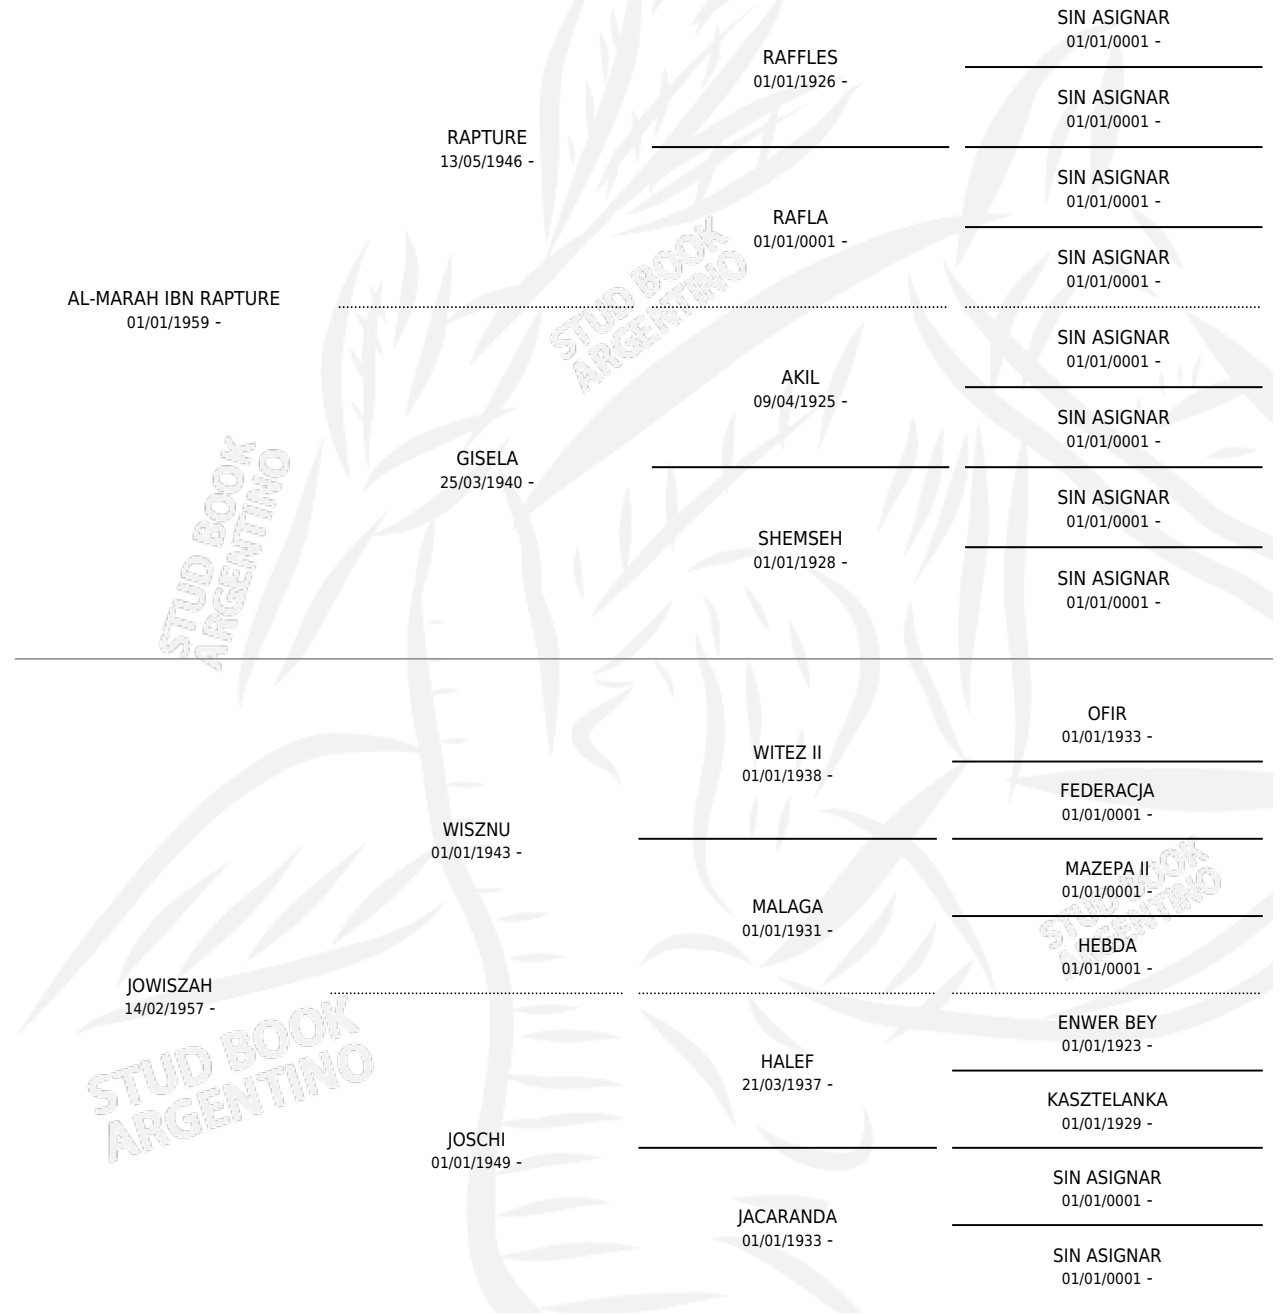 SIN ASIGNAR
01/01/0001 -
RAFFLES
01/01/1926 -
SIN ASIGNAR
01/01/0001 -
RAPTURE
13/05/1946 -
SIN ASIGNAR
01/01/0001 -
RAFLA
01/01/0001 -
SIN ASIGNAR
01/01/0001 -
AL-MARAH IBN RAPTURE
01/01/1959 -
SIN ASIGNAR
01/01/0001 -
AKIL
09/04/1925 -
SIN ASIGNAR
01/01/0001 -
GISELA
25/03/1940 -
SIN ASIGNAR
01/01/0001 -
SHEMSEH
01/01/1928 -
SIN ASIGNAR
01/01/0001 -
OFIR
01/01/1933 -
WITEZ II
01/01/1938 -
FEDERACJA
01/01/0001 -
WISZNU
01/01/1943 -
MAZEPA II
01/01/0001 -
MALAGA
01/01/1931 -
HEBDA
01/01/0001 -
JOWISZAH
14/02/1957 -
ENWER BEY
01/01/1923 -
HALEF
21/03/1937 -
KASZTELANKA
01/01/1929 -
JOSCHI
01/01/1949 -
SIN ASIGNAR
01/01/0001 -
JACARANDA
01/01/1933 -
SIN ASIGNAR
01/01/0001 -
STUD BOOK
ARGENTINO
STUD BOOK
ARGENTINO
STUD BOOK
ARGENTINO
STUD BOOK
ARGENTINO